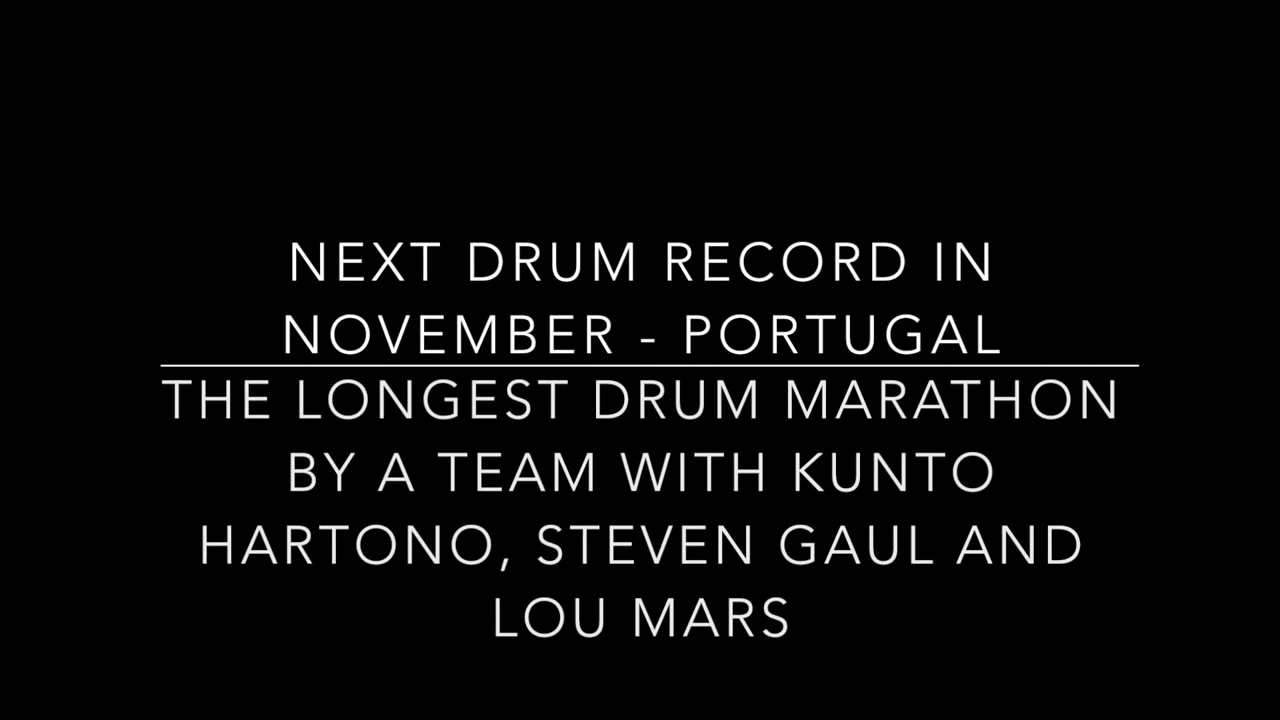 NEXT DRUM RECORD IN
NOVEMBER - PORTUGAL
THE LONGEST DRUM MARATHON
BY A TEAM WITH KUNTO
HARTONO, STEVEN GAUL AND
LOU MARS